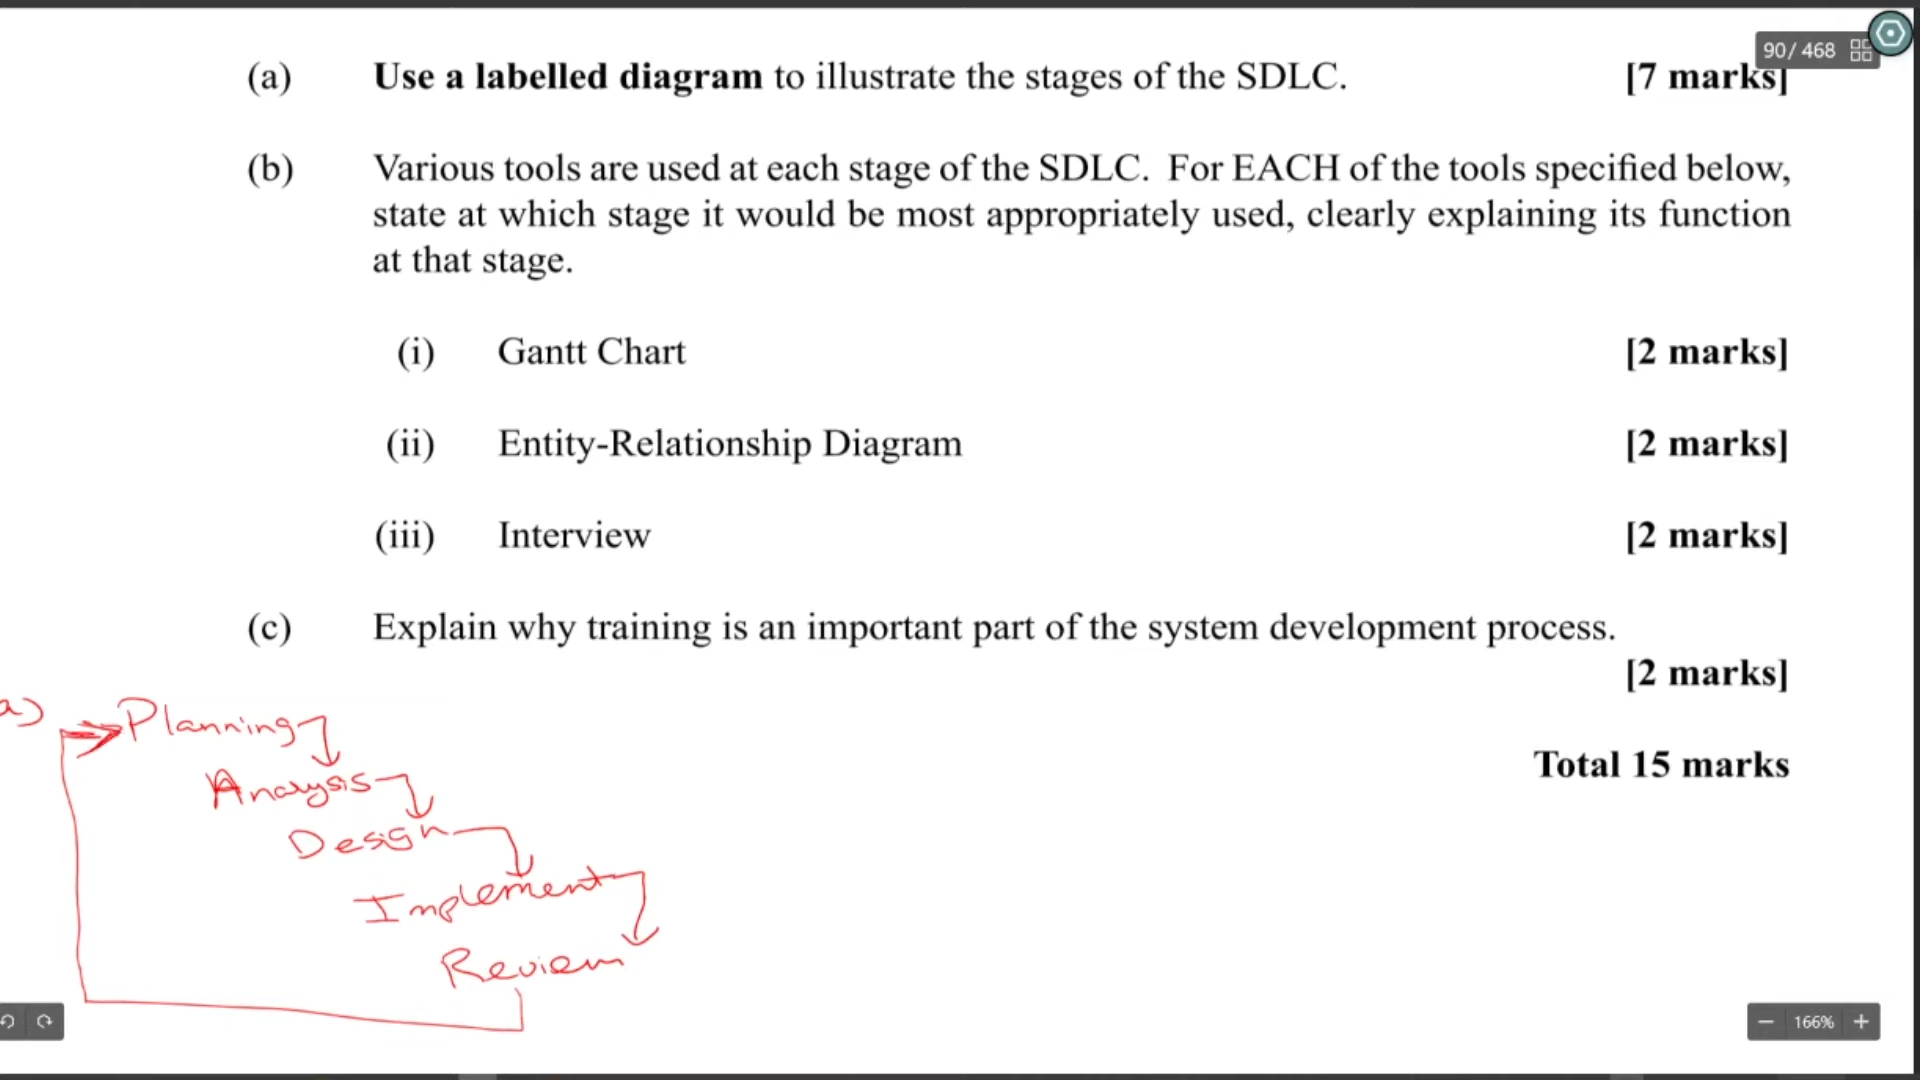 90/ 468
(a) Use a labelled diagram to illustrate the stages of the SDLC. [7 marks]
(b) Various tools are used at each stage of the SDLC. For EACH of the tools specified below,
state at which stage it would be most appropriately used, clearly explaining its function
at that stage.
(i) Gantt Chart [2 marks]
(ii) Entity-Relationship Diagram [2 marks]
(iii) Interview [2 marks]
(c) Explain why training is an important part of the system development process.
[2 marks]
Total 15 marks
a)
Planning
Analysis
Design
Implement
Review
166%